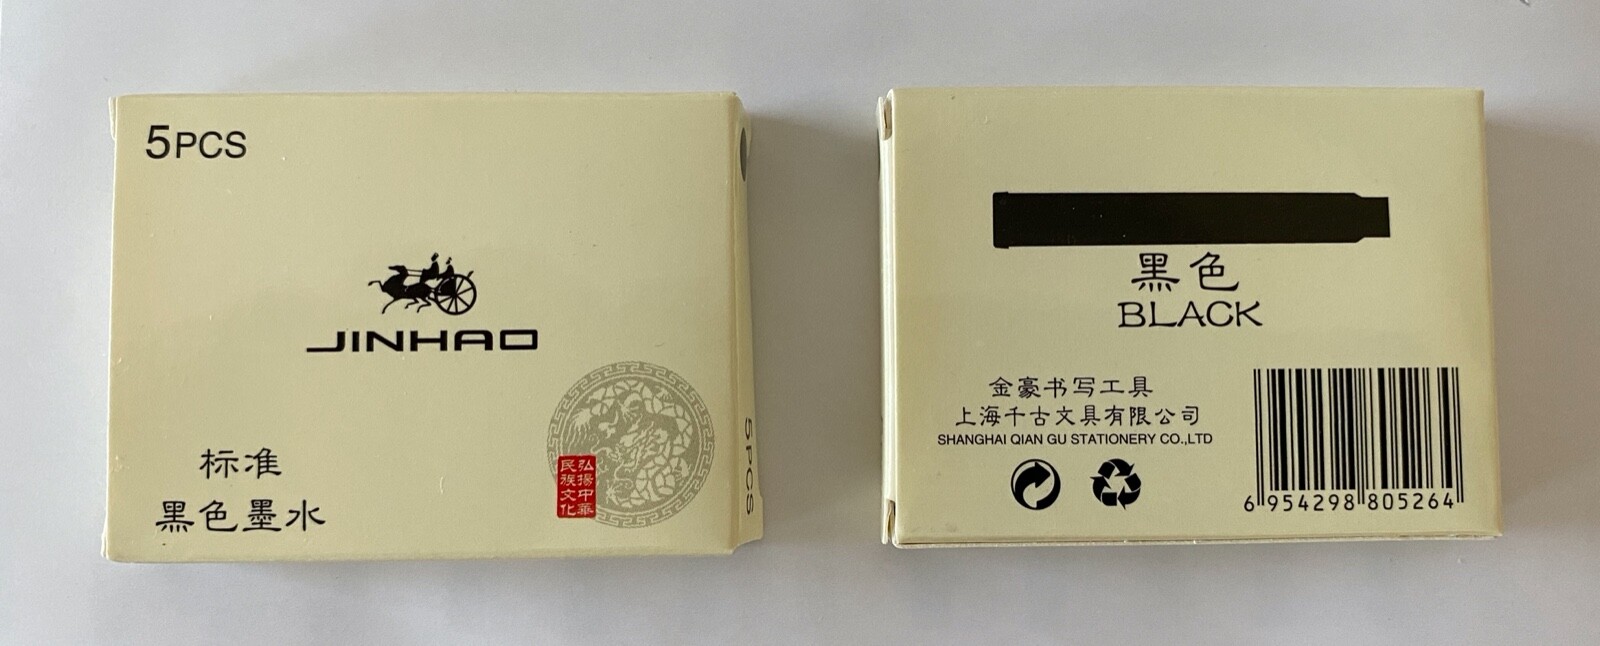 5PCS
JINHAO
标准
黑色墨水
弘揚中華
民族文化
5PCS
黑色
BLACK
金豪书写工具
上海千古文具有限公司
SHANGHAI QIAN GU STATIONERY CO.,LTD
6 954298 805264